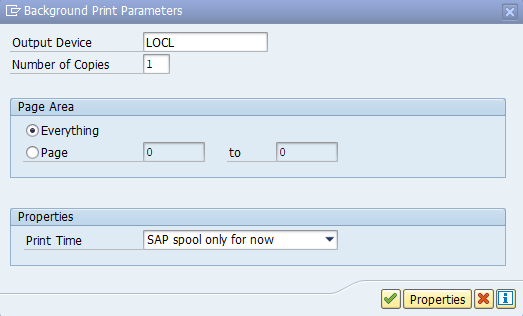 Background Print Parameters
Output Device LOCL
Number of Copies 1
Page Area
Everything
Page 0 to 0
Properties
Print Time SAP spool only for now
Properties